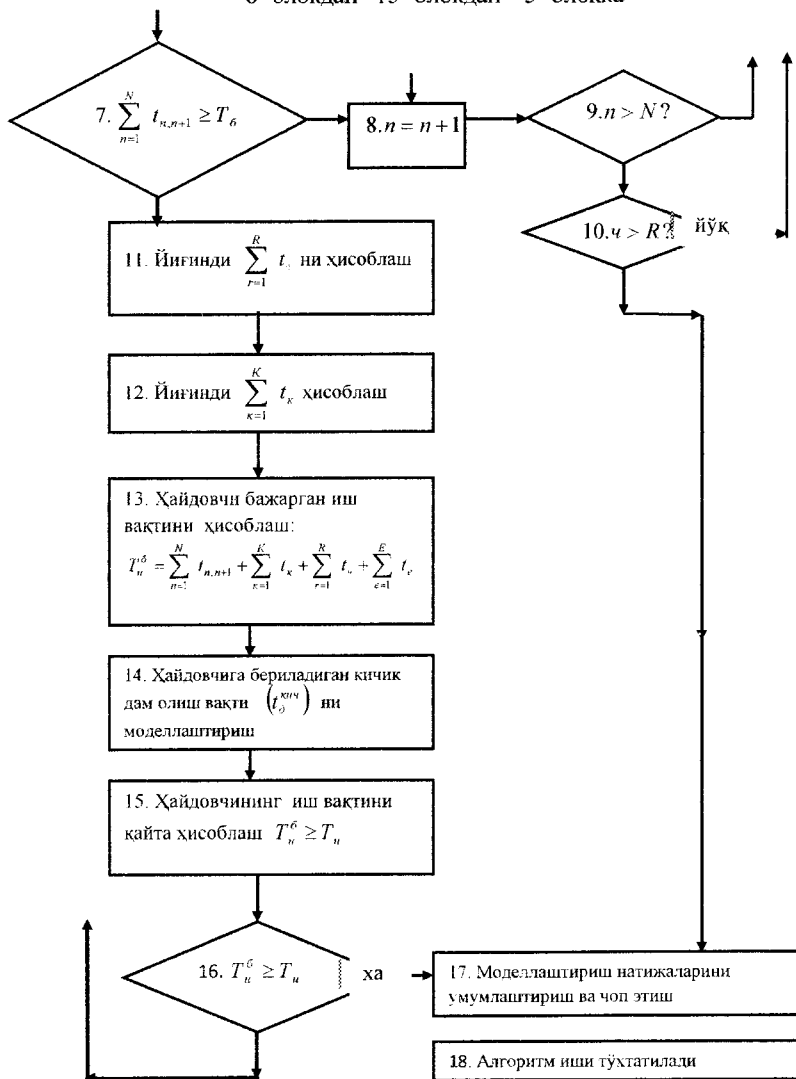 6 блокдан 15 блокдан 5 блокка
7. \sum_{n=1}^{N} t_{n,n+1} ≥ T_б
8. n = n + 1
9. n > N?
10. ч > R?
йўқ
11. Йиғинди \sum_{r=1}^{R} t_ч ни ҳисоблаш
12. Йиғинди \sum_{к=1}^{К} t_к ҳисоблаш
13. Ҳайдовчи бажарган иш
вақтини ҳисоблаш:
T_и^б = \sum_{n=1}^{N} t_{n,n+1} + \sum_{к=1}^{К} t_к + \sum_{r=1}^{R} t_ч + \sum_{e=1}^{E} t_e
14. Ҳайдовчига бериладиган кичик
дам олиш вақти (t_д^{кич}) ни
моделлаштириш
15. Ҳайдовчининг иш вақтини
қайта ҳисоблаш T_и^б ≥ T_и
16. T_и^б ≥ T_и
ха
17. Моделлаштириш натижаларини
умумлаштириш ва чоп этиш
18. Алгоритм иши тўхтатилади